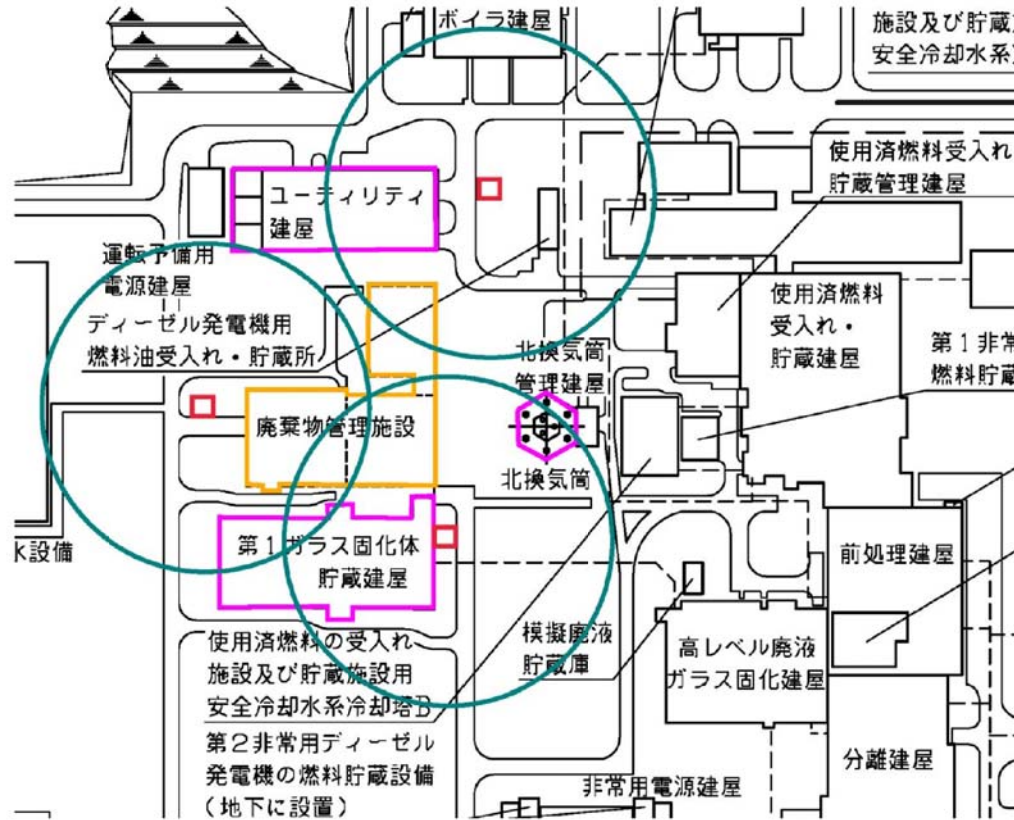 ボイラ建屋
施設及び貯蔵
安全冷却水系
使用済燃料受入れ
貯蔵管理建屋
ユーティリティ
建屋
運転予備用
電源建屋
ディーゼル発電機用
燃料油受入れ・貯蔵所
使用済燃料
受入れ・
貯蔵建屋
北換気筒
管理建屋
第1非常
燃料貯蔵
廃棄物管理施設
北換気筒
水設備
第1ガラス固化体
貯蔵建屋
前処理建屋
使用済燃料の受入れ
施設及び貯蔵施設用
安全冷却水系冷却塔B
模擬廃液
貯蔵庫
高レベル廃液
ガラス固化建屋
第2非常用ディーゼル
発電機の燃料貯蔵設備
(地下に設置)
非常用電源建屋
分離建屋